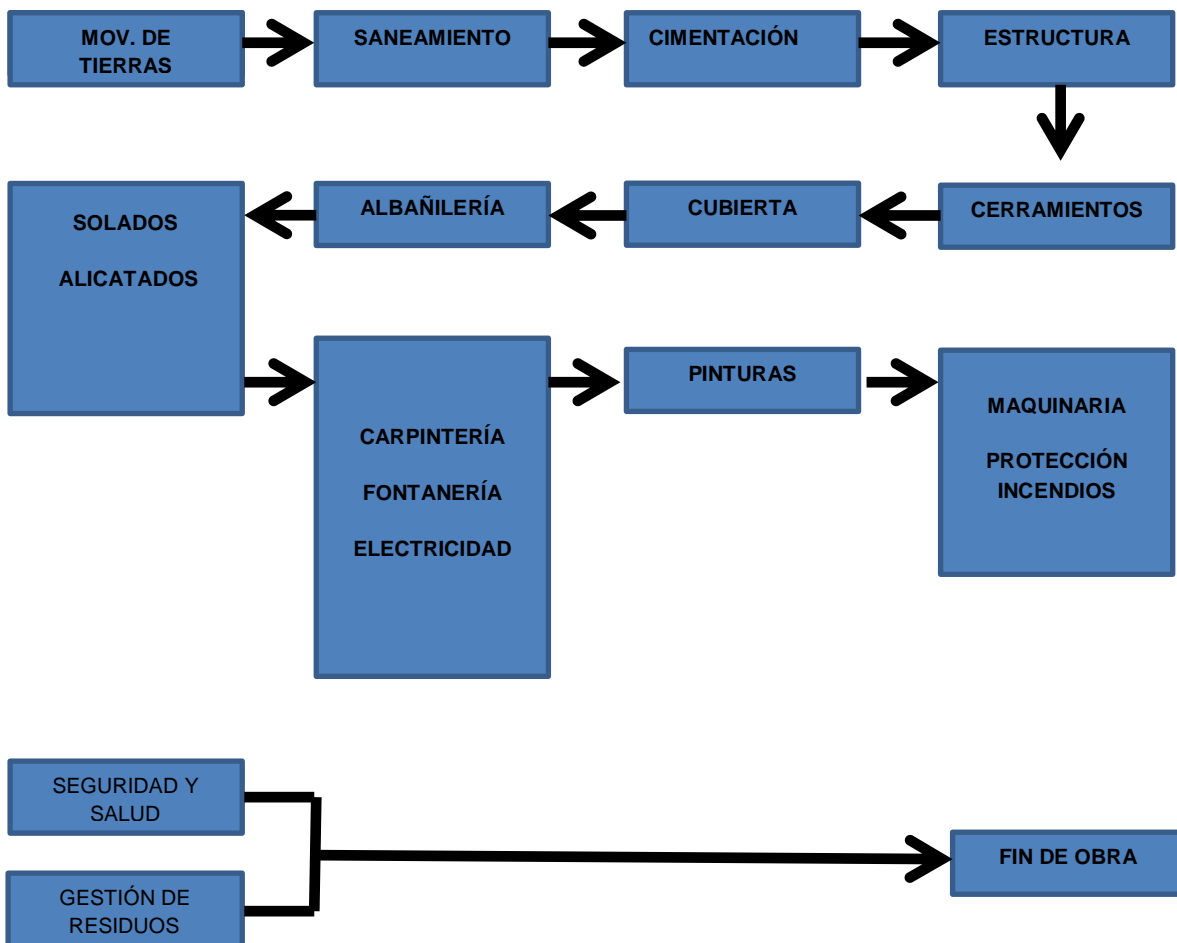 MOV. DE
TIERRAS
SANEAMIENTO
CIMENTACIÓN
ESTRUCTURA
CERRAMIENTOS
CUBIERTA
ALBAÑILERÍA
SOLADOS
ALICATADOS
CARPINTERÍA
FONTANERÍA
ELECTRICIDAD
PINTURAS
MAQUINARIA
PROTECCIÓN
INCENDIOS
SEGURIDAD Y
SALUD
GESTIÓN DE
RESIDUOS
FIN DE OBRA